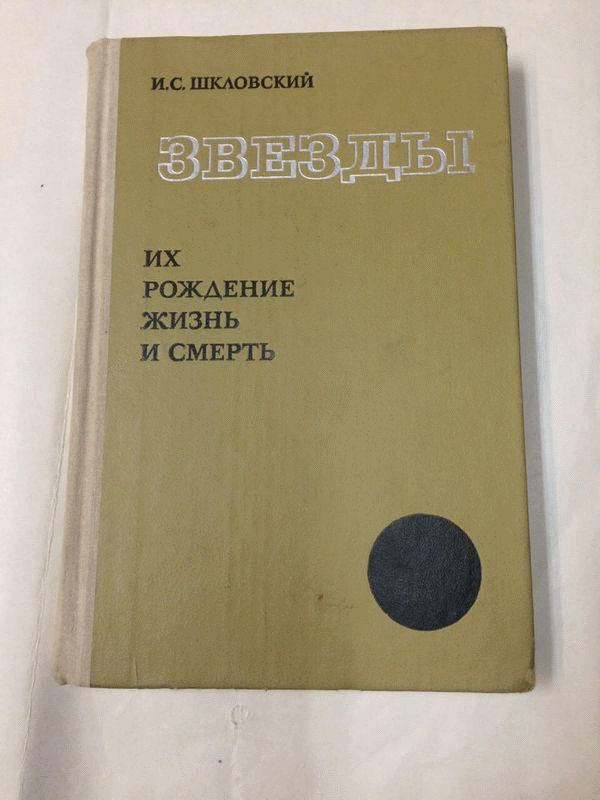 И.С. ШКЛОВСКИЙ
ЗВЕЗДЫ
ИХ
РОЖДЕНИЕ
ЖИЗНЬ
И СМЕРТЬ